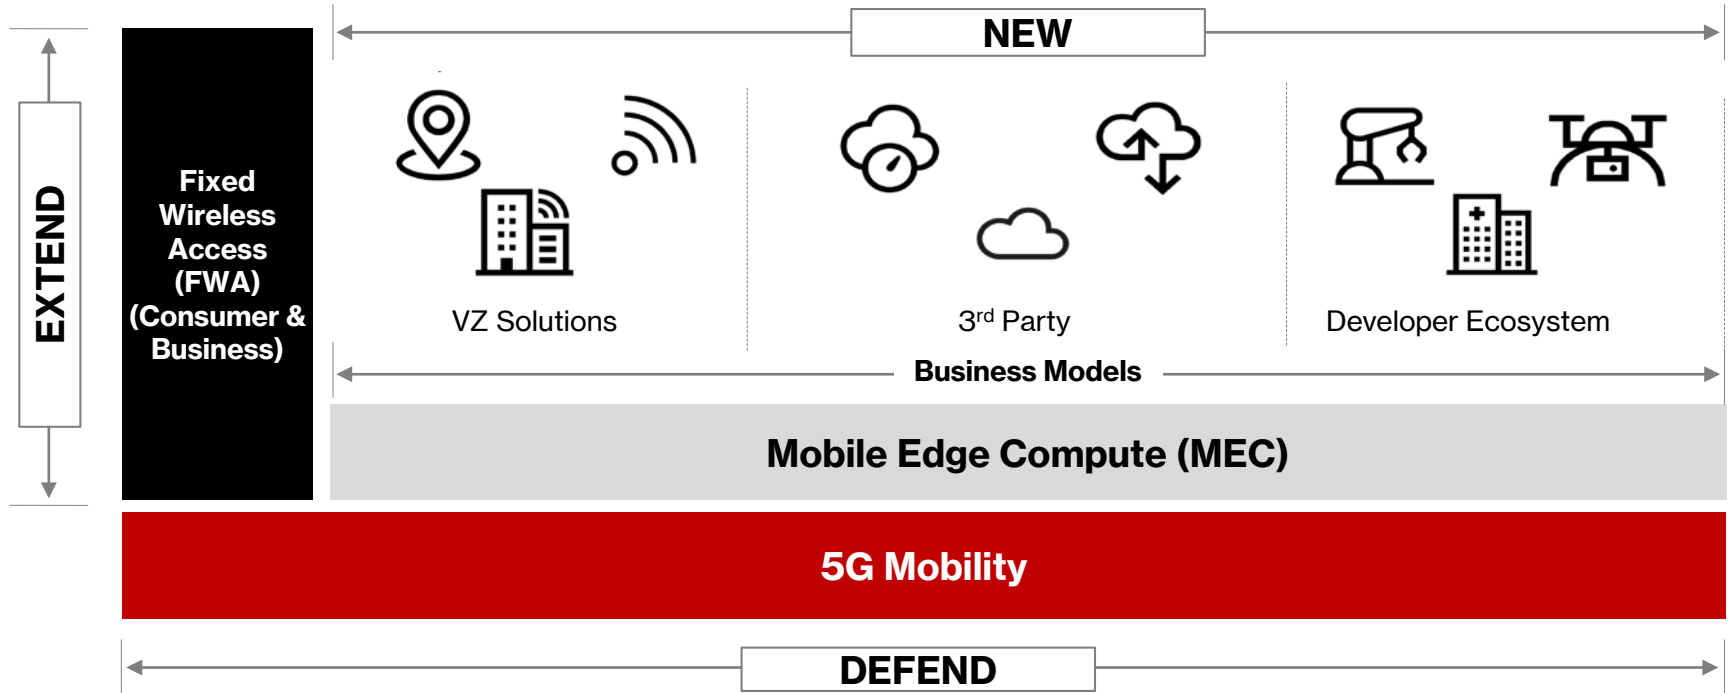 NEW
EXTEND
Fixed
Wireless
Access
(FWA)
(Consumer &
Business)
VZ Solutions
3rd Party
Developer Ecosystem
Business Models
Mobile Edge Compute (MEC)
5G Mobility
DEFEND